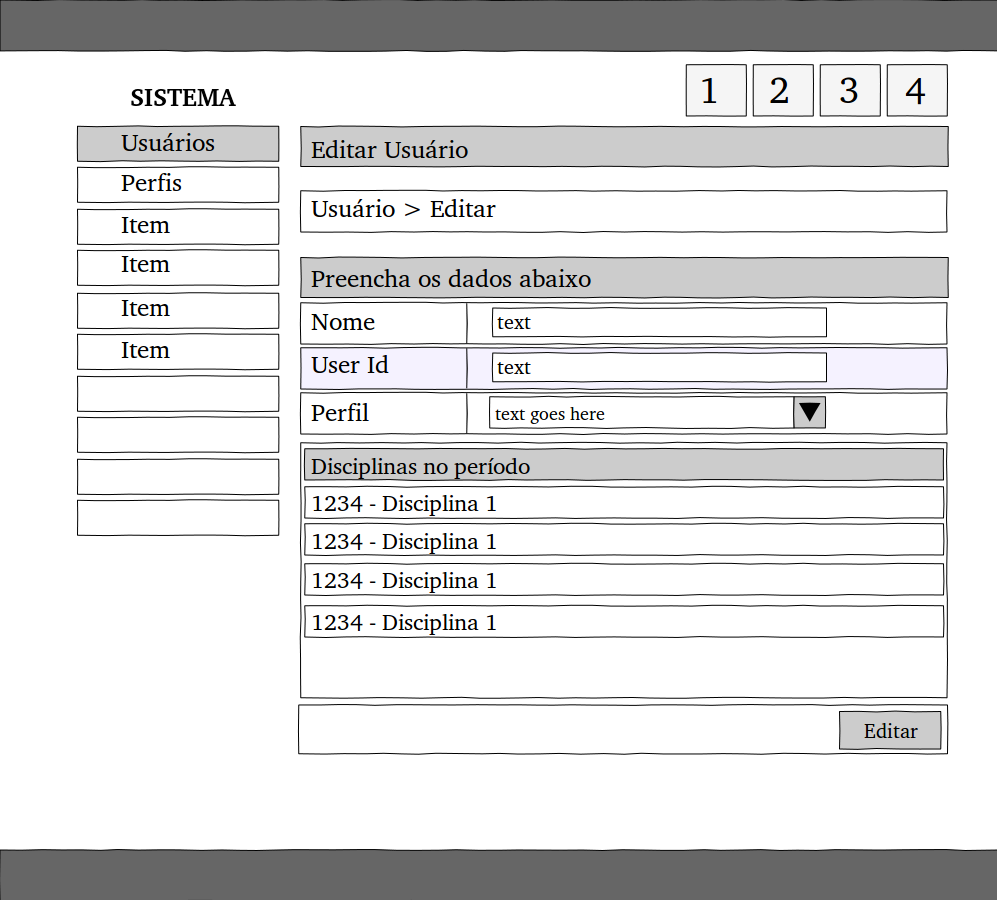 1 2 3 4
SISTEMA
Usuários
Perfis
Item
Item
Item
Item
Editar Usuário
Usuário > Editar
Preencha os dados abaixo
Nome text
User Id text
Perfil text goes here
Disciplinas no período
1234 - Disciplina 1
1234 - Disciplina 1
1234 - Disciplina 1
1234 - Disciplina 1
Editar